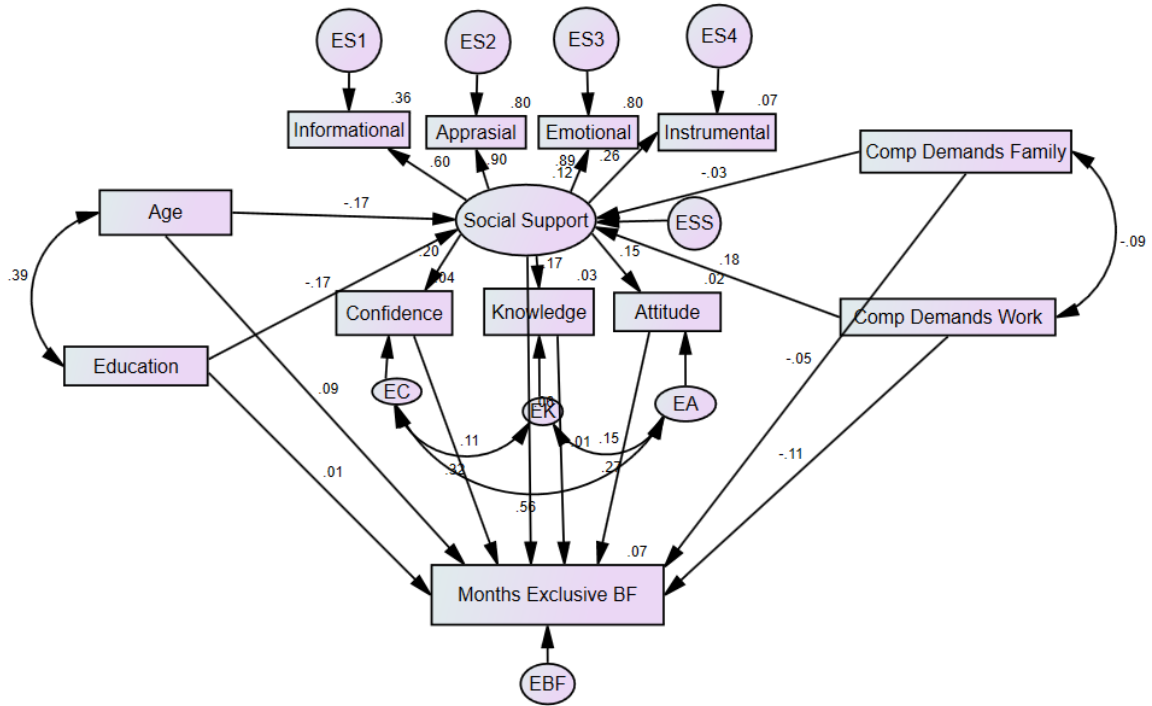 ES1
ES2
ES3
ES4
.36
.80
.80
.07
Informational
Apprasial
Emotional
Instrumental
Comp Demands Family
.60
.90
.89
.26
.12
-.03
Age
-.17
Social Support
ESS
-.09
.39
-.17
.20
.17
.15
.18
.04
.03
.02
Confidence
Knowledge
Attitude
Comp Demands Work
Education
-.05
.09
EC
EK
EA
.11
.01
.15
-.11
.01
.32
.27
.56
.07
Months Exclusive BF
EBF